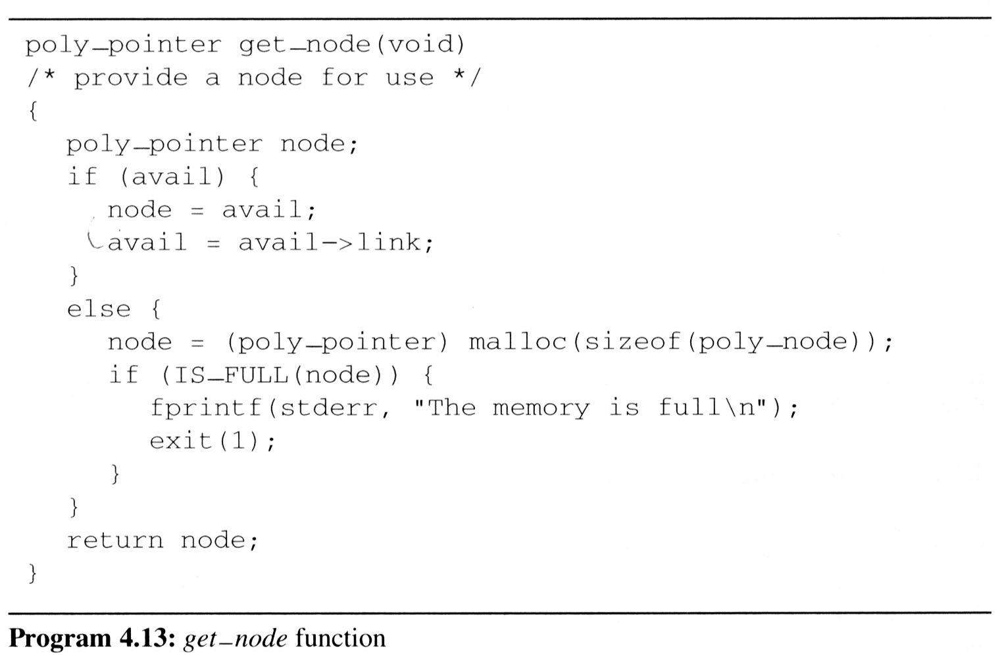 poly_pointer get_node(void)
/* provide a node for use */
{
   poly_pointer node;
   if (avail) {
      node = avail;
      avail = avail->link;
   }
   else {
      node = (poly_pointer) malloc(sizeof(poly_node));
      if (IS_FULL(node)) {
         fprintf(stderr, "The memory is full\n");
         exit(1);
      }
   }
   return node;
}
Program 4.13: get_node function